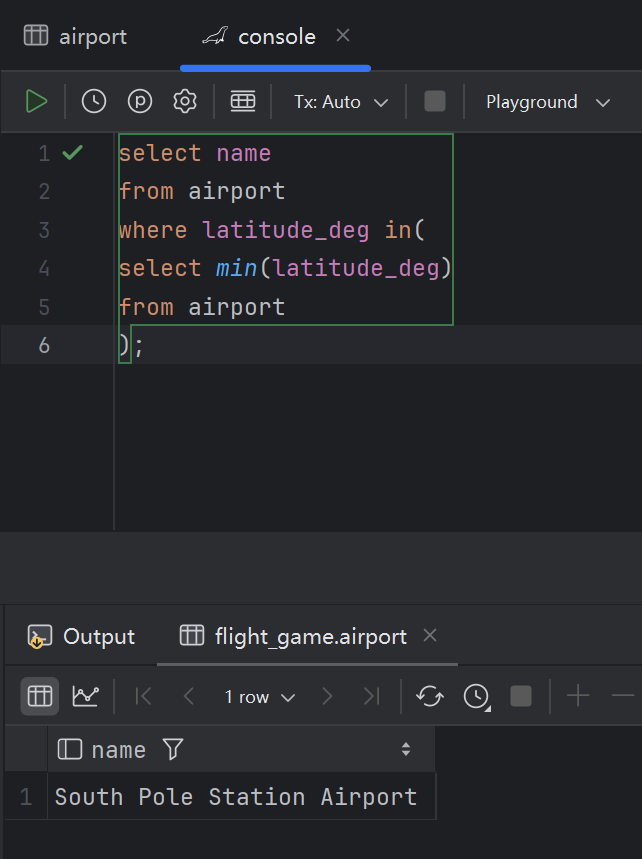 airport console
Tx: Auto Playground
1 select name
2 from airport
3 where latitude_deg in(
4 select min(latitude_deg)
5 from airport
6 );
Output flight_game.airport
1 row
name
1 South Pole Station Airport